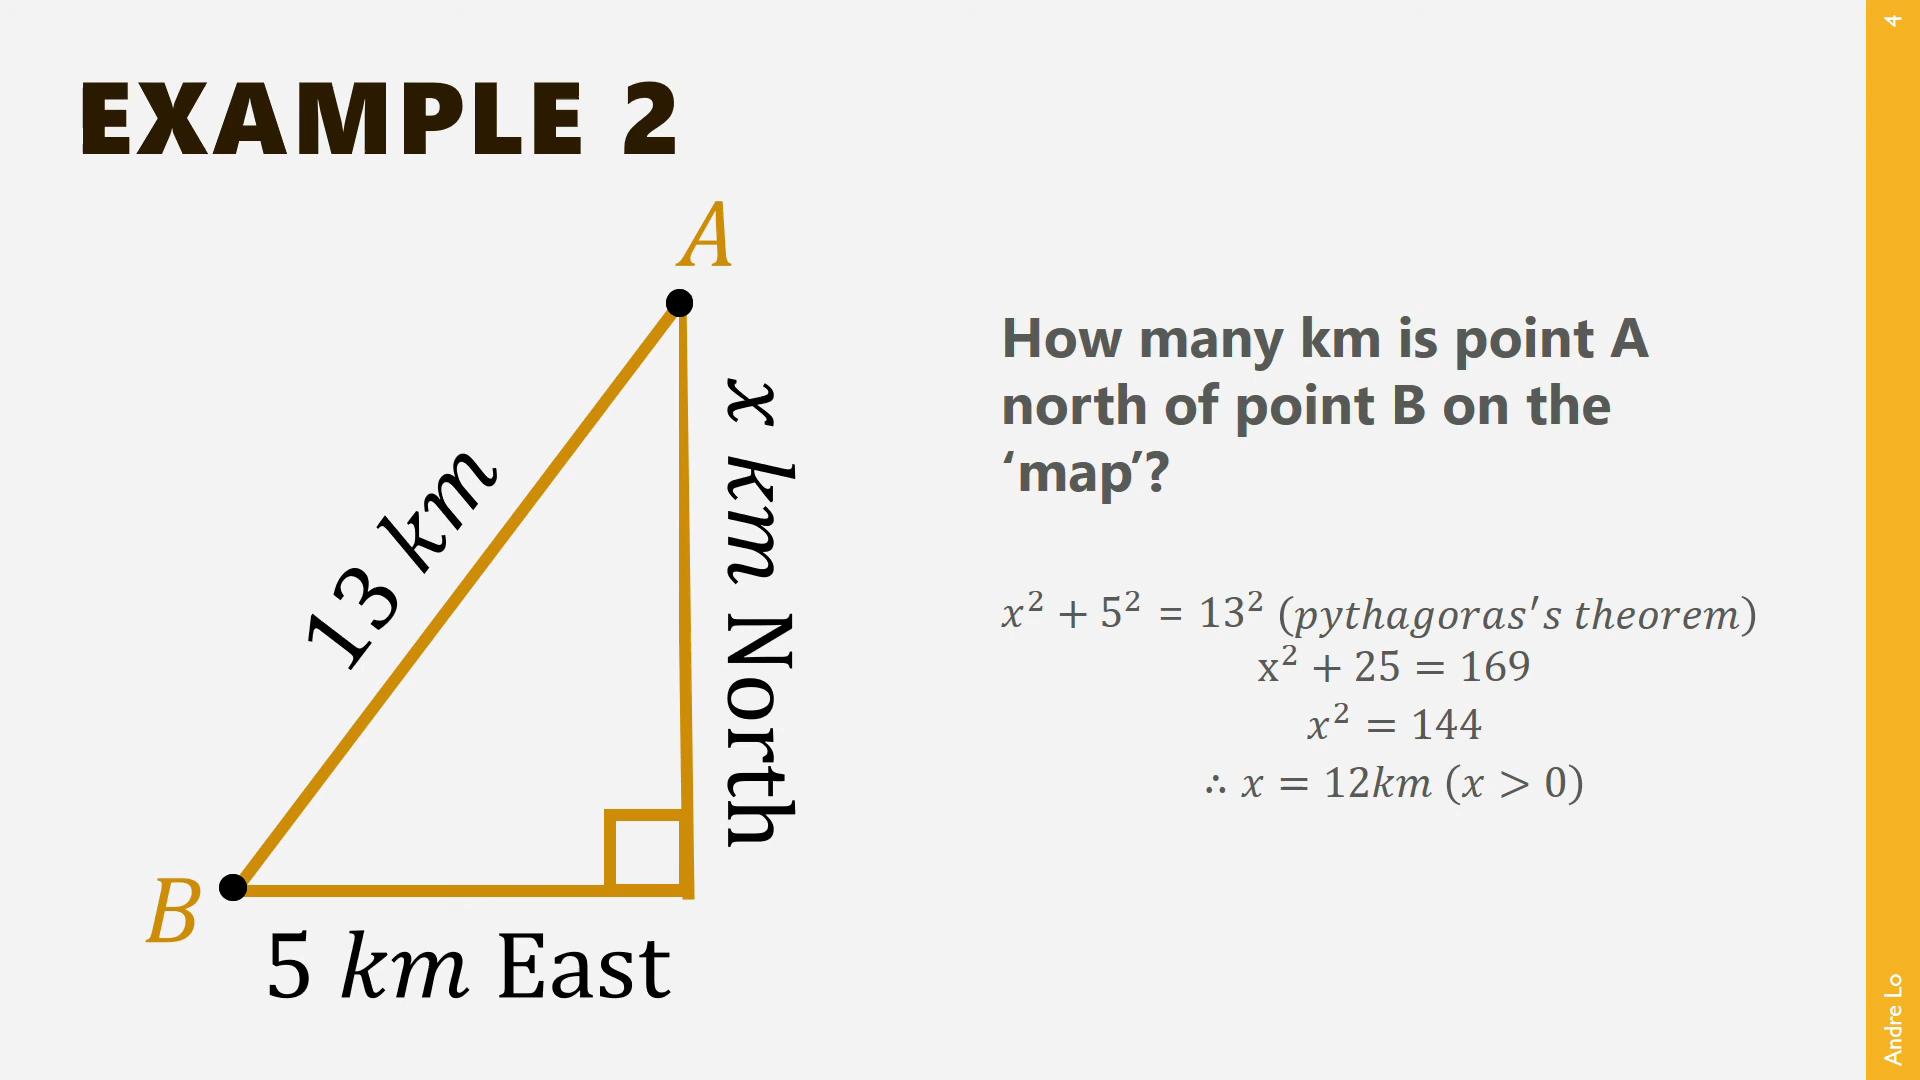 4
EXAMPLE 2
A
13 km
x km North
B
5 km East
How many km is point A
north of point B on the
‘map’?
x² + 5² = 13² (pythagoras′s theorem)
x² + 25 = 169
x² = 144
∴ x = 12km (x > 0)
Andre Lo